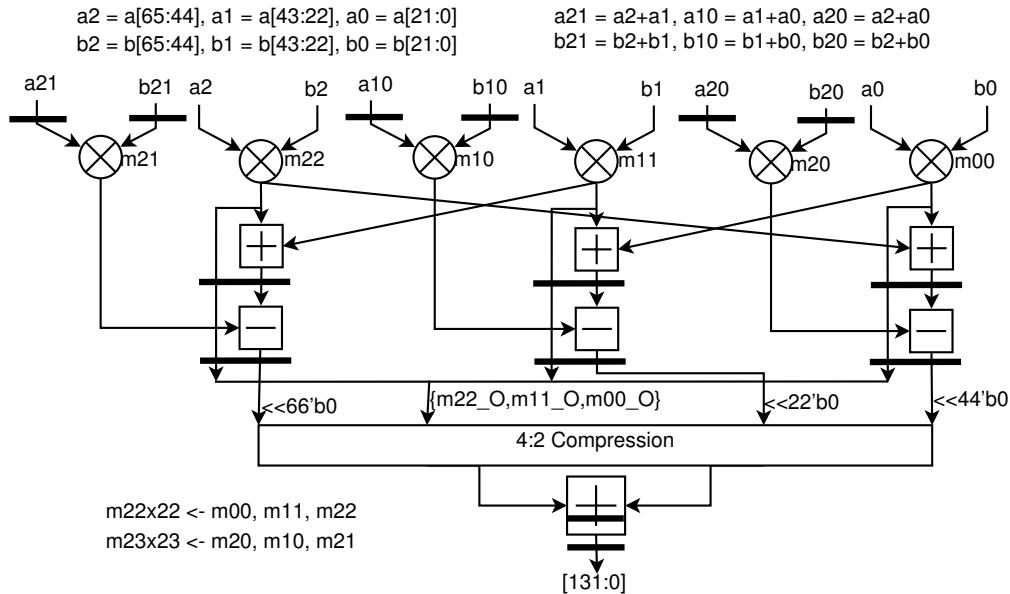 a2 = a[65:44], a1 = a[43:22], a0 = a[21:0]
a21 = a2+a1, a10 = a1+a0, a20 = a2+a0
b2 = b[65:44], b1 = b[43:22], b0 = b[21:0]
b21 = b2+b1, b10 = b1+b0, b20 = b2+b0
a21 b21 a2 b2 a10 b10 a1 b1 a20 b20 a0 b0
m21 m22 m10 m11 m20 m00
<<66'b0 {m22_O,m11_O,m00_O} <<22'b0 <<44'b0
4:2 Compression
m22x22 <- m00, m11, m22
m23x23 <- m20, m10, m21
[131:0]